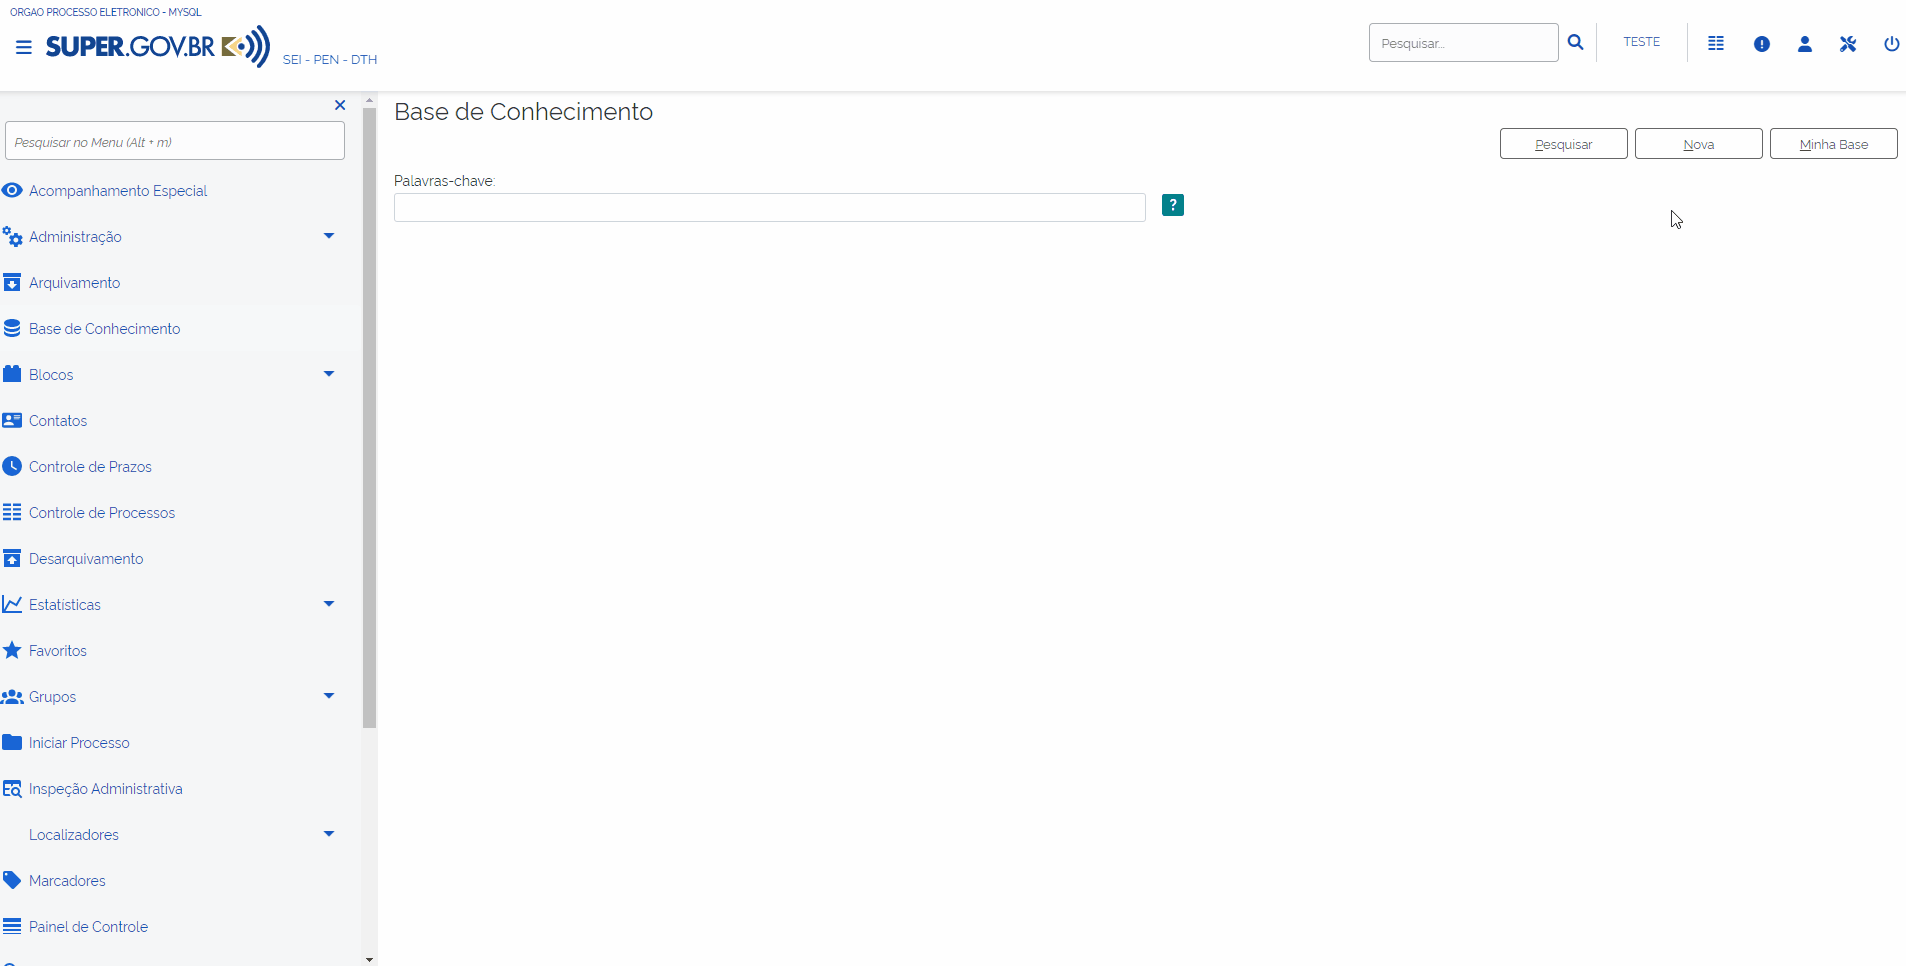 ORGAO PROCESSO ELETRONICO - MYSQL
SUPER.GOV.BR
SEI - PEN - DTH
Pesquisar...
TESTE
Pesquisar no Menu (Alt + m)
Acompanhamento Especial
Administração
Arquivamento
Base de Conhecimento
Blocos
Contatos
Controle de Prazos
Controle de Processos
Desarquivamento
Estatísticas
Favoritos
Grupos
Iniciar Processo
Inspeção Administrativa
Localizadores
Marcadores
Painel de Controle
Base de Conhecimento
Pesquisar
Nova
Minha Base
Palavras-chave:
?